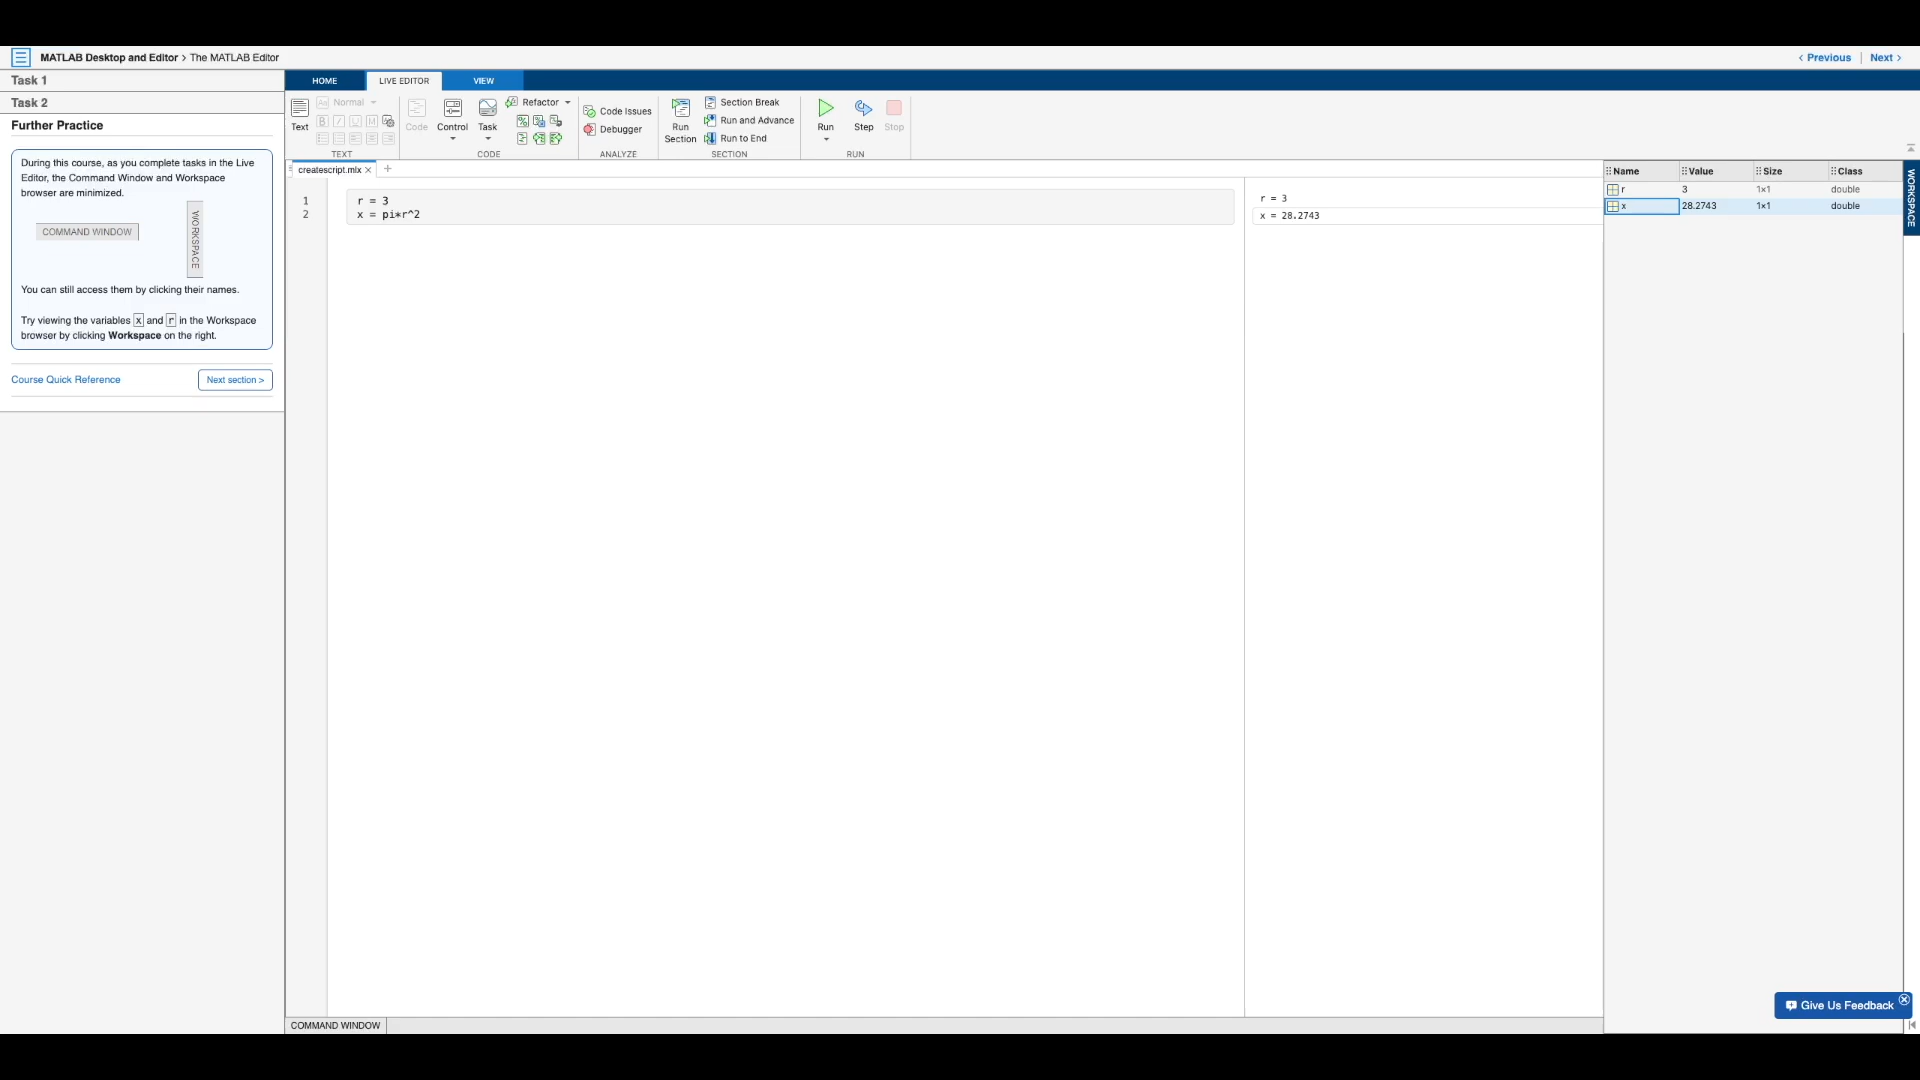 MATLAB Desktop and Editor > The MATLAB Editor
‹ Previous | Next ›
Task 1
Task 2
Further Practice
During this course, as you complete tasks in the Live
Editor, the Command Window and Workspace
browser are minimized.
COMMAND WINDOW
WORKSPACE
You can still access them by clicking their names.
Try viewing the variables x and r in the Workspace
browser by clicking Workspace on the right.
Course Quick Reference
Next section >
HOME
LIVE EDITOR
VIEW
Text
Aa Normal
B I U M
TEXT
Code
Control
Task
Refactor
CODE
Code Issues
Debugger
ANALYZE
Run
Section
Section Break
Run and Advance
Run to End
SECTION
Run
Step
Stop
RUN
createscript.mlx
1 r = 3
2 x = pi*r^2
r = 3
x = 28.2743
Name Value Size Class
r 3 1×1 double
x 28.2743 1×1 double
WORKSPACE
Give Us Feedback
COMMAND WINDOW